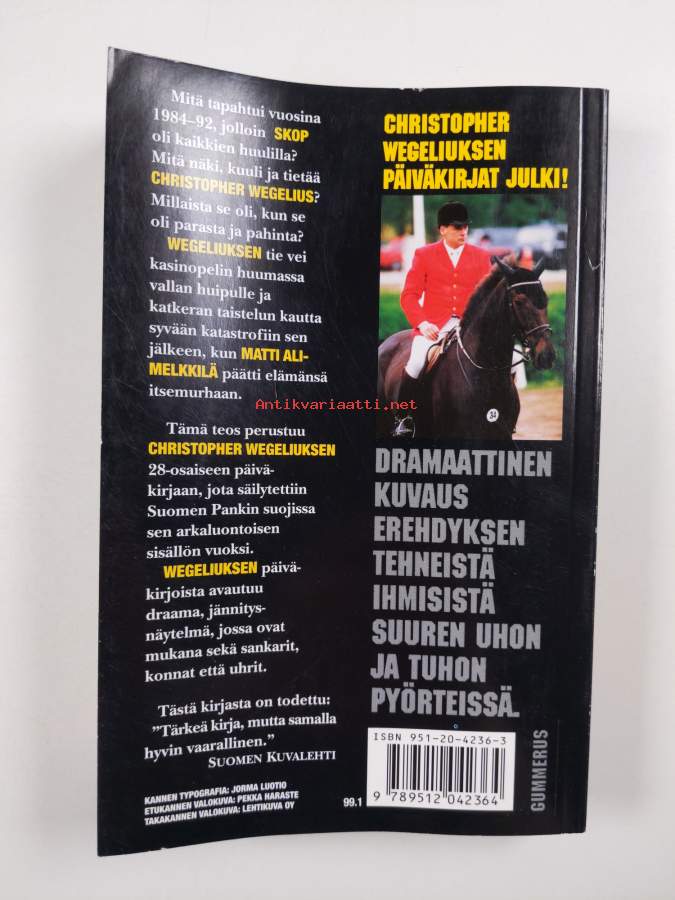 Mitä tapahtui vuosina
1984–92, jolloin SKOP
oli kaikkien huulilla?
Mitä näki, kuuli ja tietää
CHRISTOPHER WEGELIUS?
Millaista se oli, kun se
oli parasta ja pahinta?
WEGELIUKSEN tie vei
kasinopelin huumassa
vallan huipulle ja
katkeran taistelun kautta
syvään katastrofiin sen
jälkeen, kun MATTI ALI-
MELKKILÄ päätti elämänsä
itsemurhaan.
Tämä teos perustuu
CHRISTOPHER WEGELIUKSEN
28-osaiseen päivä-
kirjaan, jota säilytettiin
Suomen Pankin suojissa
sen arkaluontoisen
sisällön vuoksi.
WEGELIUKSEN päivä-
kirjoista avautuu
draama, jännitys-
näytelmä, jossa ovat
mukana sekä sankarit,
konnat että uhrit.
Tästä kirjasta on todettu:
”Tärkeä kirja, mutta samalla
hyvin vaarallinen.”
SUOMEN KUVALEHTI
KANNEN TYPOGRAFIA: JORMA LUOTIO
ETUKANNEN VALOKUVA: PEKKA HARASTE
TAKAKANNEN VALOKUVA: LEHTIKUVA OY
99.1
CHRISTOPHER
WEGELIUKSEN
PÄIVÄKIRJAT JULKI!
34
Antikvariaatti.net
DRAMAATTINEN
KUVAUS
EREHDYKSEN
TEHNEISTÄ
IHMISISTÄ
SUUREN UHON
JA TUHON
PYÖRTEISSÄ.
ISBN 951-20-4236-3
9 789512 042364
GUMMERUS